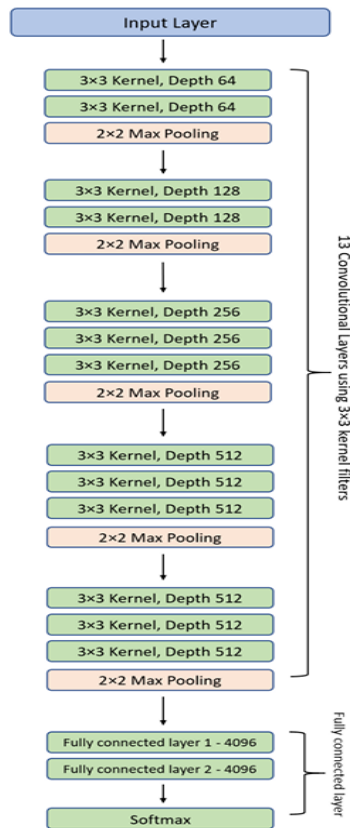 Input Layer
3×3 Kernel, Depth 64
3×3 Kernel, Depth 64
2×2 Max Pooling
3×3 Kernel, Depth 128
3×3 Kernel, Depth 128
2×2 Max Pooling
3×3 Kernel, Depth 256
3×3 Kernel, Depth 256
3×3 Kernel, Depth 256
2×2 Max Pooling
3×3 Kernel, Depth 512
3×3 Kernel, Depth 512
3×3 Kernel, Depth 512
2×2 Max Pooling
3×3 Kernel, Depth 512
3×3 Kernel, Depth 512
3×3 Kernel, Depth 512
2×2 Max Pooling
13 Convolutional Layers using 3×3 kernel filters
Fully connected layer 1 - 4096
Fully connected layer 2 - 4096
Softmax
Fully connected layer